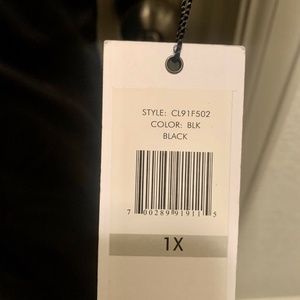 STYLE: CL91F502
COLOR: BLK
BLACK
7 00289 91911 5
1X